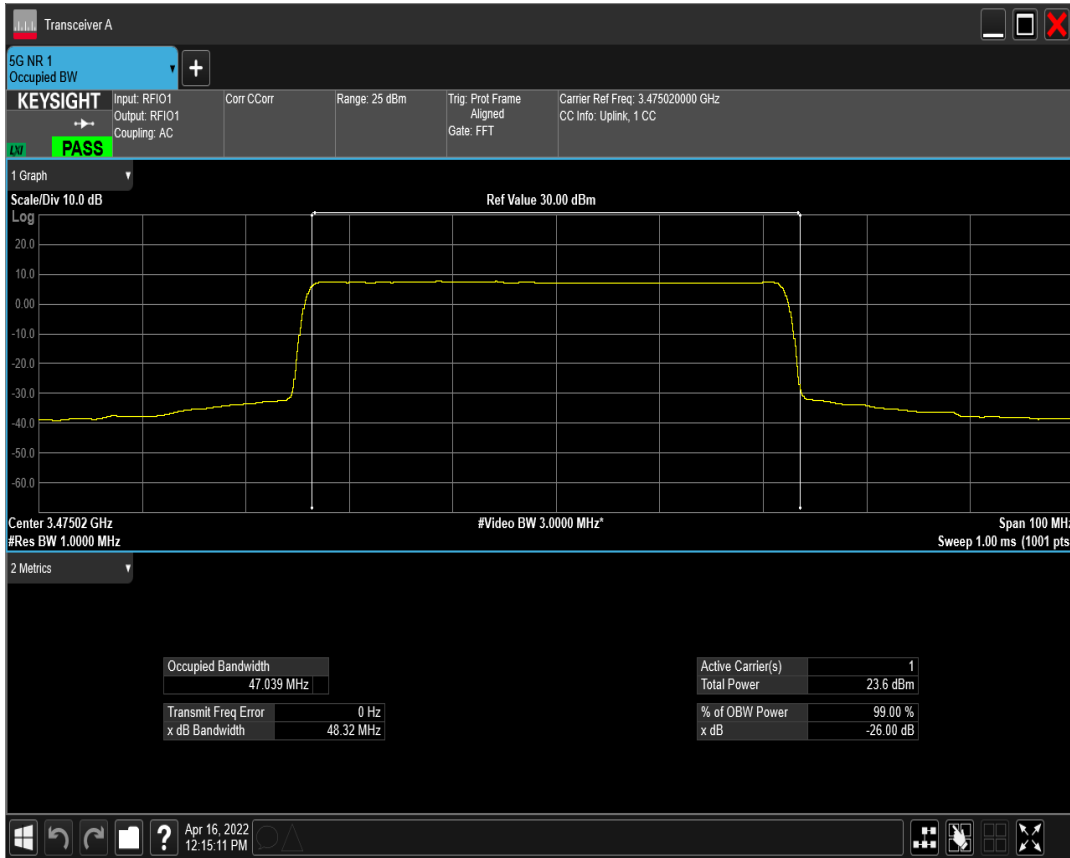 Transceiver A
5G NR 1
Occupied BW
KEYSIGHT
Input: RFIO1
Output: RFIO1
Coupling: AC
Corr CCorr
Range: 25 dBm
Trig: Prot Frame
Aligned
Gate: FFT
Carrier Ref Freq: 3.475020000 GHz
CC Info: Uplink, 1 CC
LXI
PASS
1 Graph
Scale/Div 10.0 dB
Ref Value 30.00 dBm
Log
20.0
10.0
0.00
-10.0
-20.0
-30.0
-40.0
-50.0
-60.0
Center 3.47502 GHz
#Video BW 3.0000 MHz*
Span 100 MHz
#Res BW 1.0000 MHz
Sweep 1.00 ms (1001 pts
2 Metrics
Occupied Bandwidth
47.039 MHz
Transmit Freq Error 0 Hz
x dB Bandwidth 48.32 MHz
Active Carrier(s) 1
Total Power 23.6 dBm
% of OBW Power 99.00 %
x dB -26.00 dB
?
Apr 16, 2022
12:15:11 PM